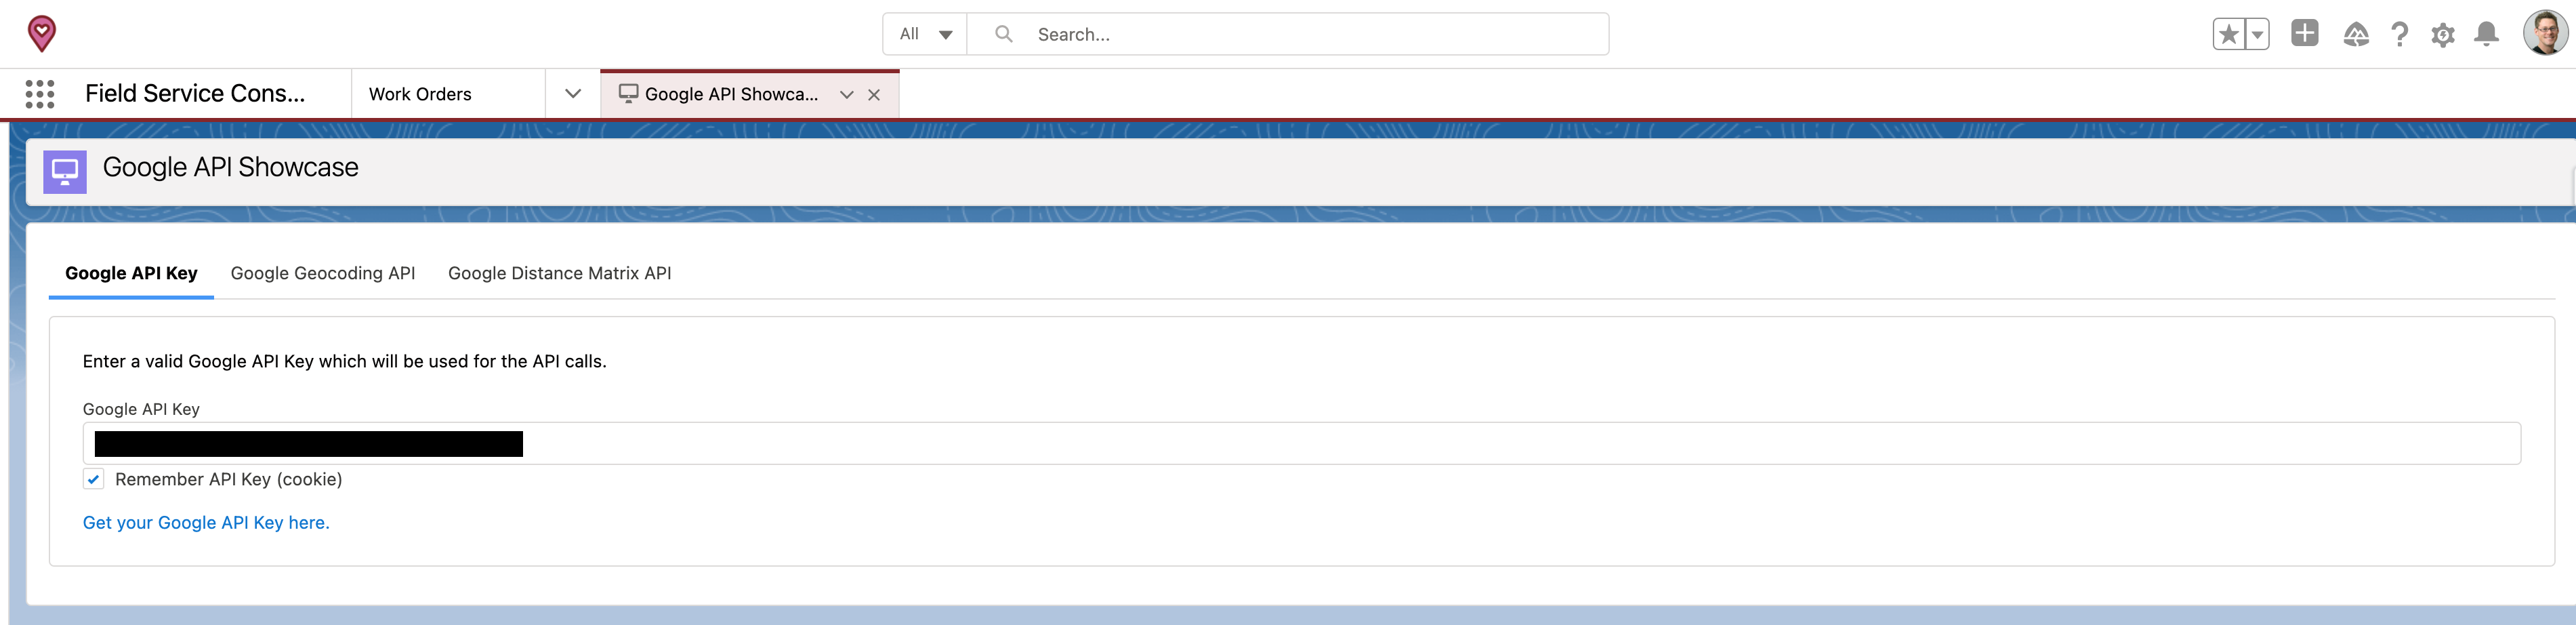 All
Search...
Field Service Cons...
Work Orders
Google API Showca...
Google API Showcase
Google API Key
Google Geocoding API
Google Distance Matrix API
Enter a valid Google API Key which will be used for the API calls.
Google API Key
Remember API Key (cookie)
Get your Google API Key here.